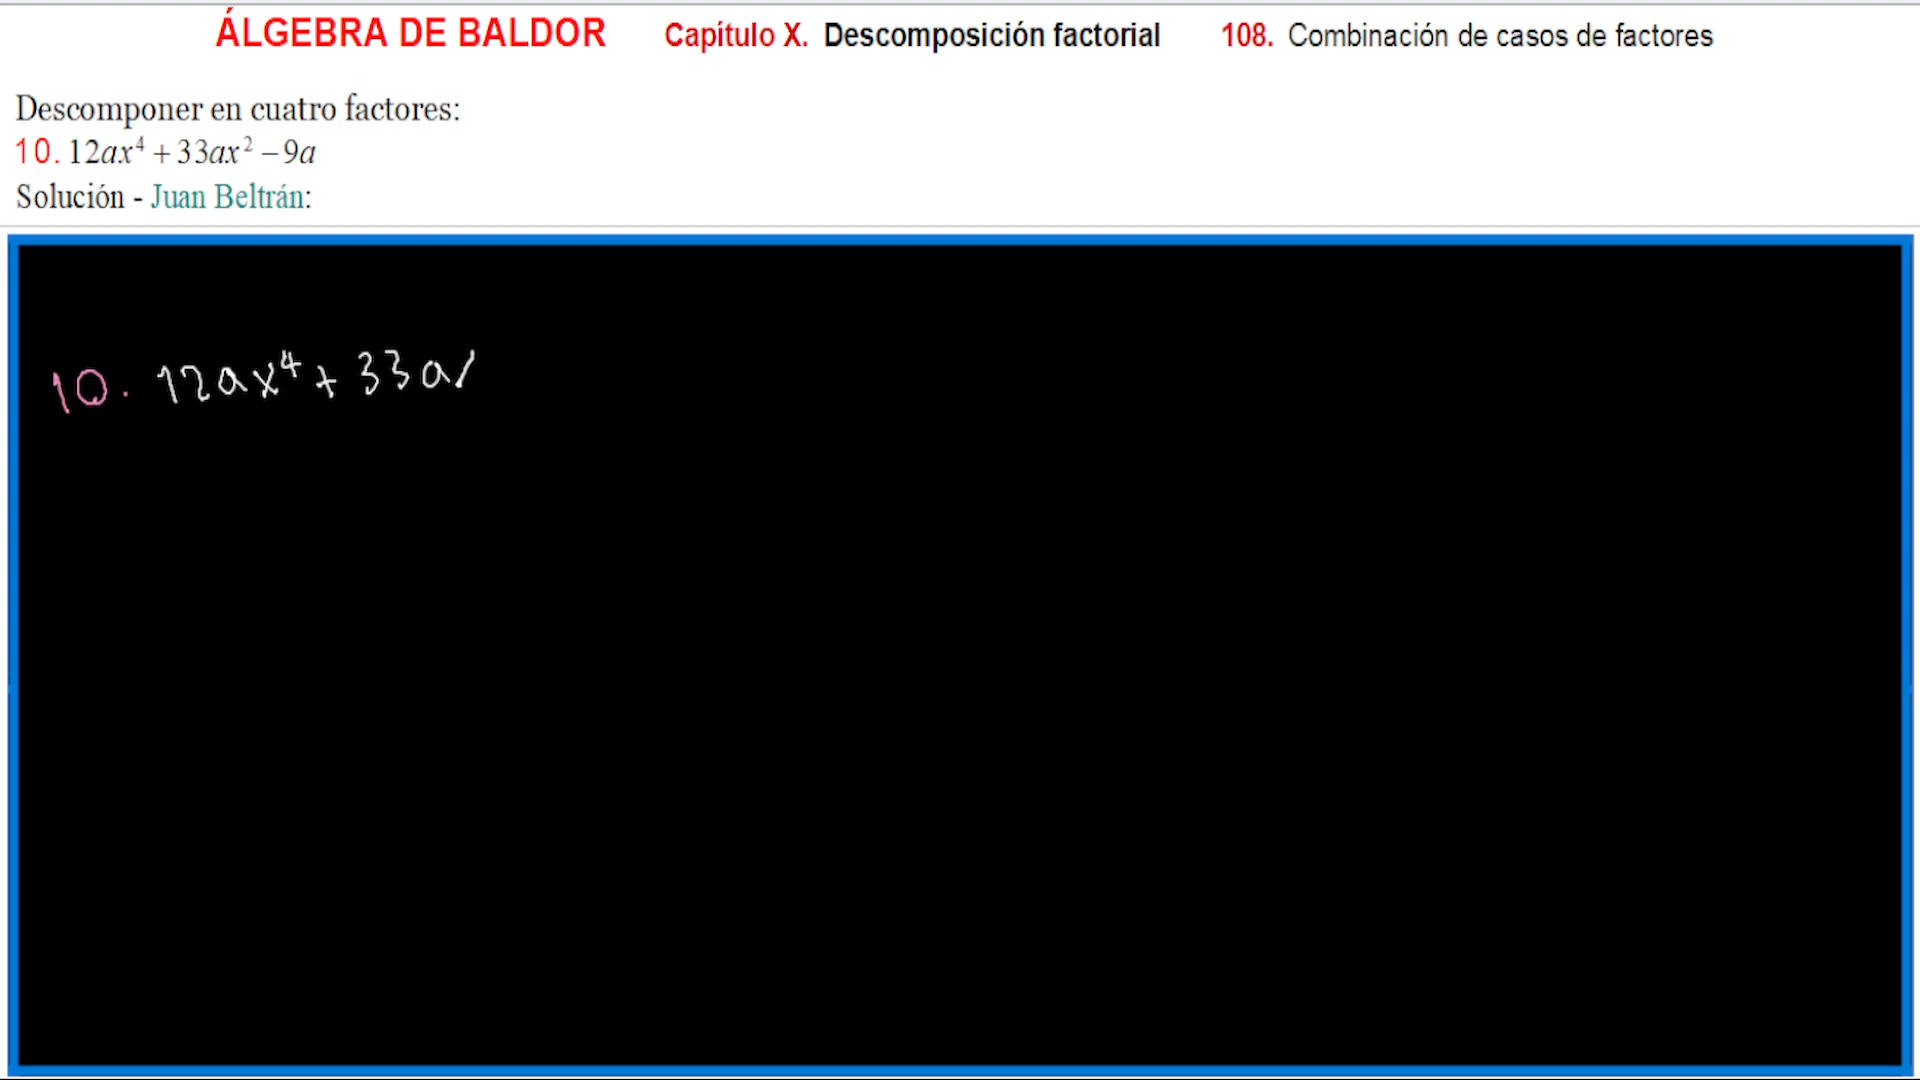 ÁLGEBRA DE BALDOR Capítulo X. Descomposición factorial 108. Combinación de casos de factores
Descomponer en cuatro factores:
10. 12ax⁴ + 33ax² − 9a
Solución - Juan Beltrán:
10. 12ax⁴ + 33a